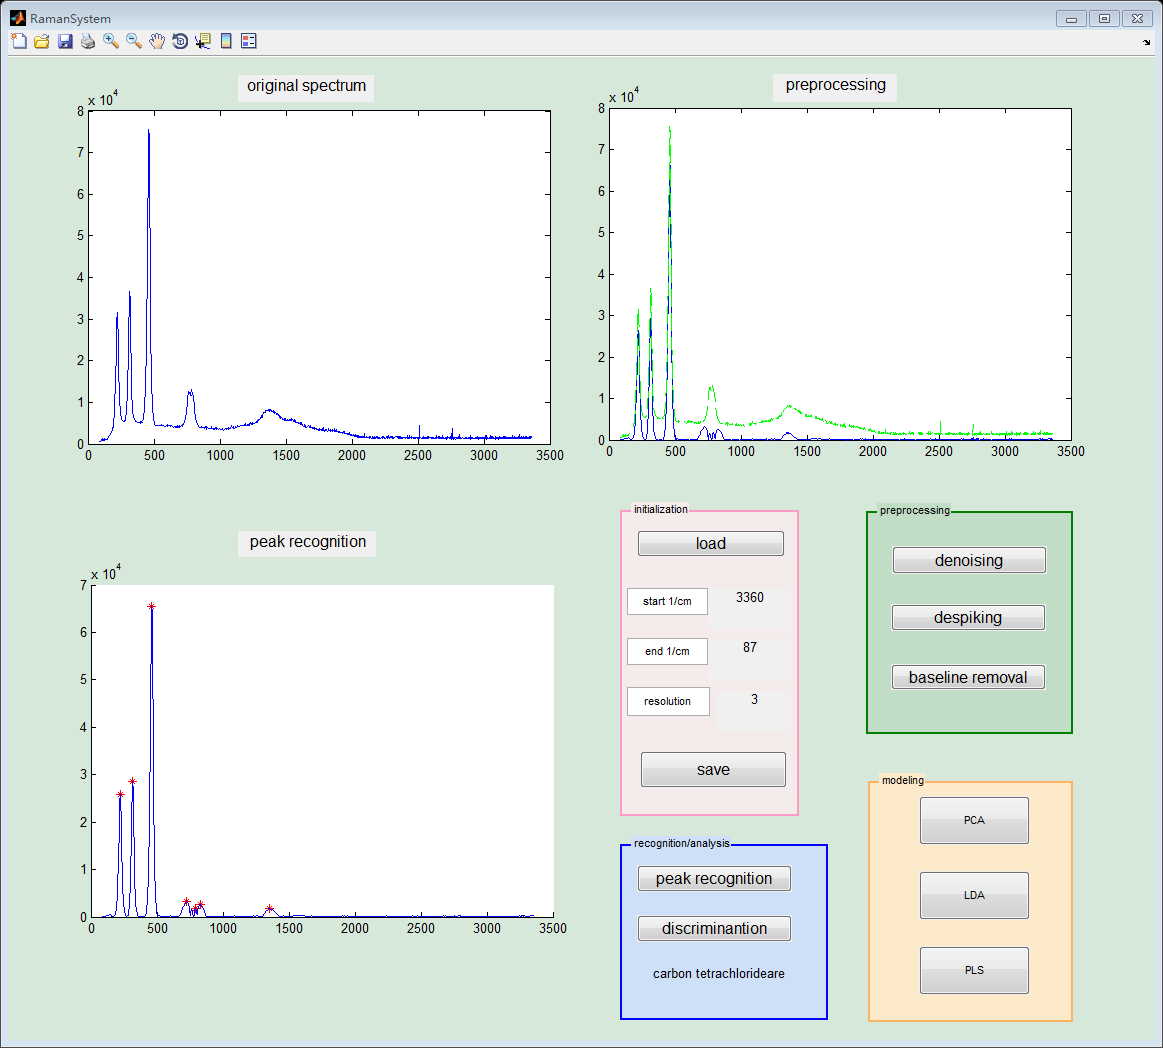 RamanSystem
original spectrum
x 10^4
8
7
6
5
4
3
2
1
0
0 500 1000 1500 2000 2500 3000 3500
preprocessing
x 10^4
8
7
6
5
4
3
2
1
0
0 500 1000 1500 2000 2500 3000 3500
peak recognition
x 10^4
7
6
5
4
3
2
1
0
0 500 1000 1500 2000 2500 3000 3500
initialization
load
start 1/cm 3360
end 1/cm 87
resolution 3
save
preprocessing
denoising
despiking
baseline removal
recognition/analysis
peak recognition
discriminantion
carbon tetrachlorideare
modeling
PCA
LDA
PLS